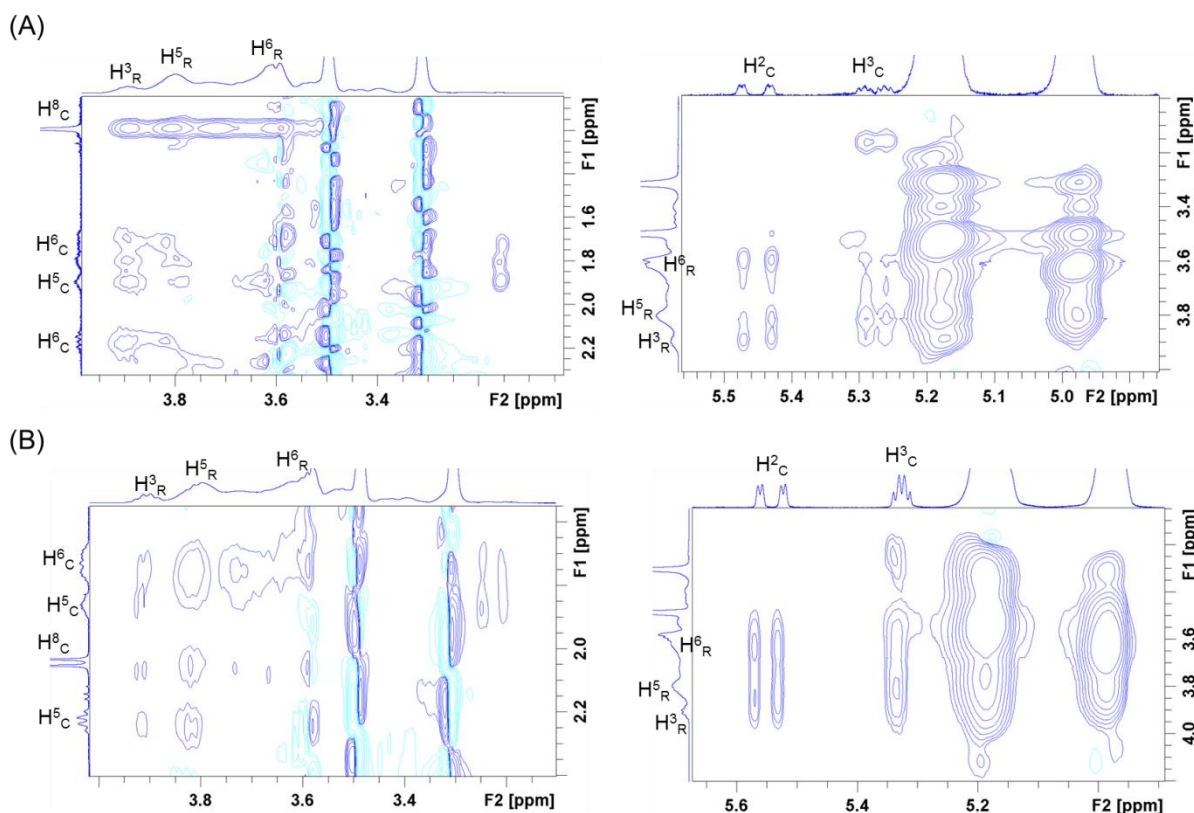 (A)
H³R H⁵R H⁶R
H⁸C
H⁶C
H⁵C
H⁶C
1.6
1.8
2.0
2.2
F1 [ppm]
3.8 3.6 3.4 F2 [ppm]
H²C H³C
H⁶R
H⁵R
H³R
3.4
3.6
3.8
F1 [ppm]
5.5 5.4 5.3 5.2 5.1 5.0 F2 [ppm]
(B)
H³R H⁵R H⁶R
H⁶C
H⁵C
H⁸C
H⁵C
2.0
2.2
F1 [ppm]
3.8 3.6 3.4 F2 [ppm]
H²C H³C
H⁶R
H⁵R
H³R
3.6
3.8
4.0
F1 [ppm]
5.6 5.4 5.2 F2 [ppm]